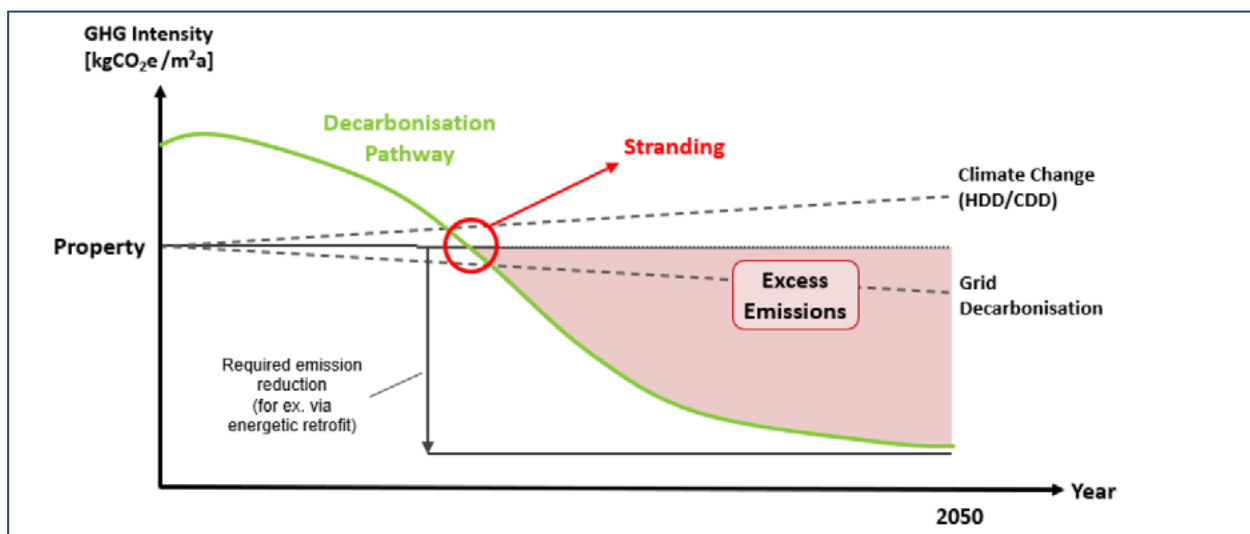 GHG Intensity
[kgCO₂e/m²a]
Decarbonisation
Pathway
Stranding
Climate Change
(HDD/CDD)
Property
Excess
Emissions
Grid
Decarbonisation
Required emission
reduction
(for ex. via
energetic retrofit)
Year
2050